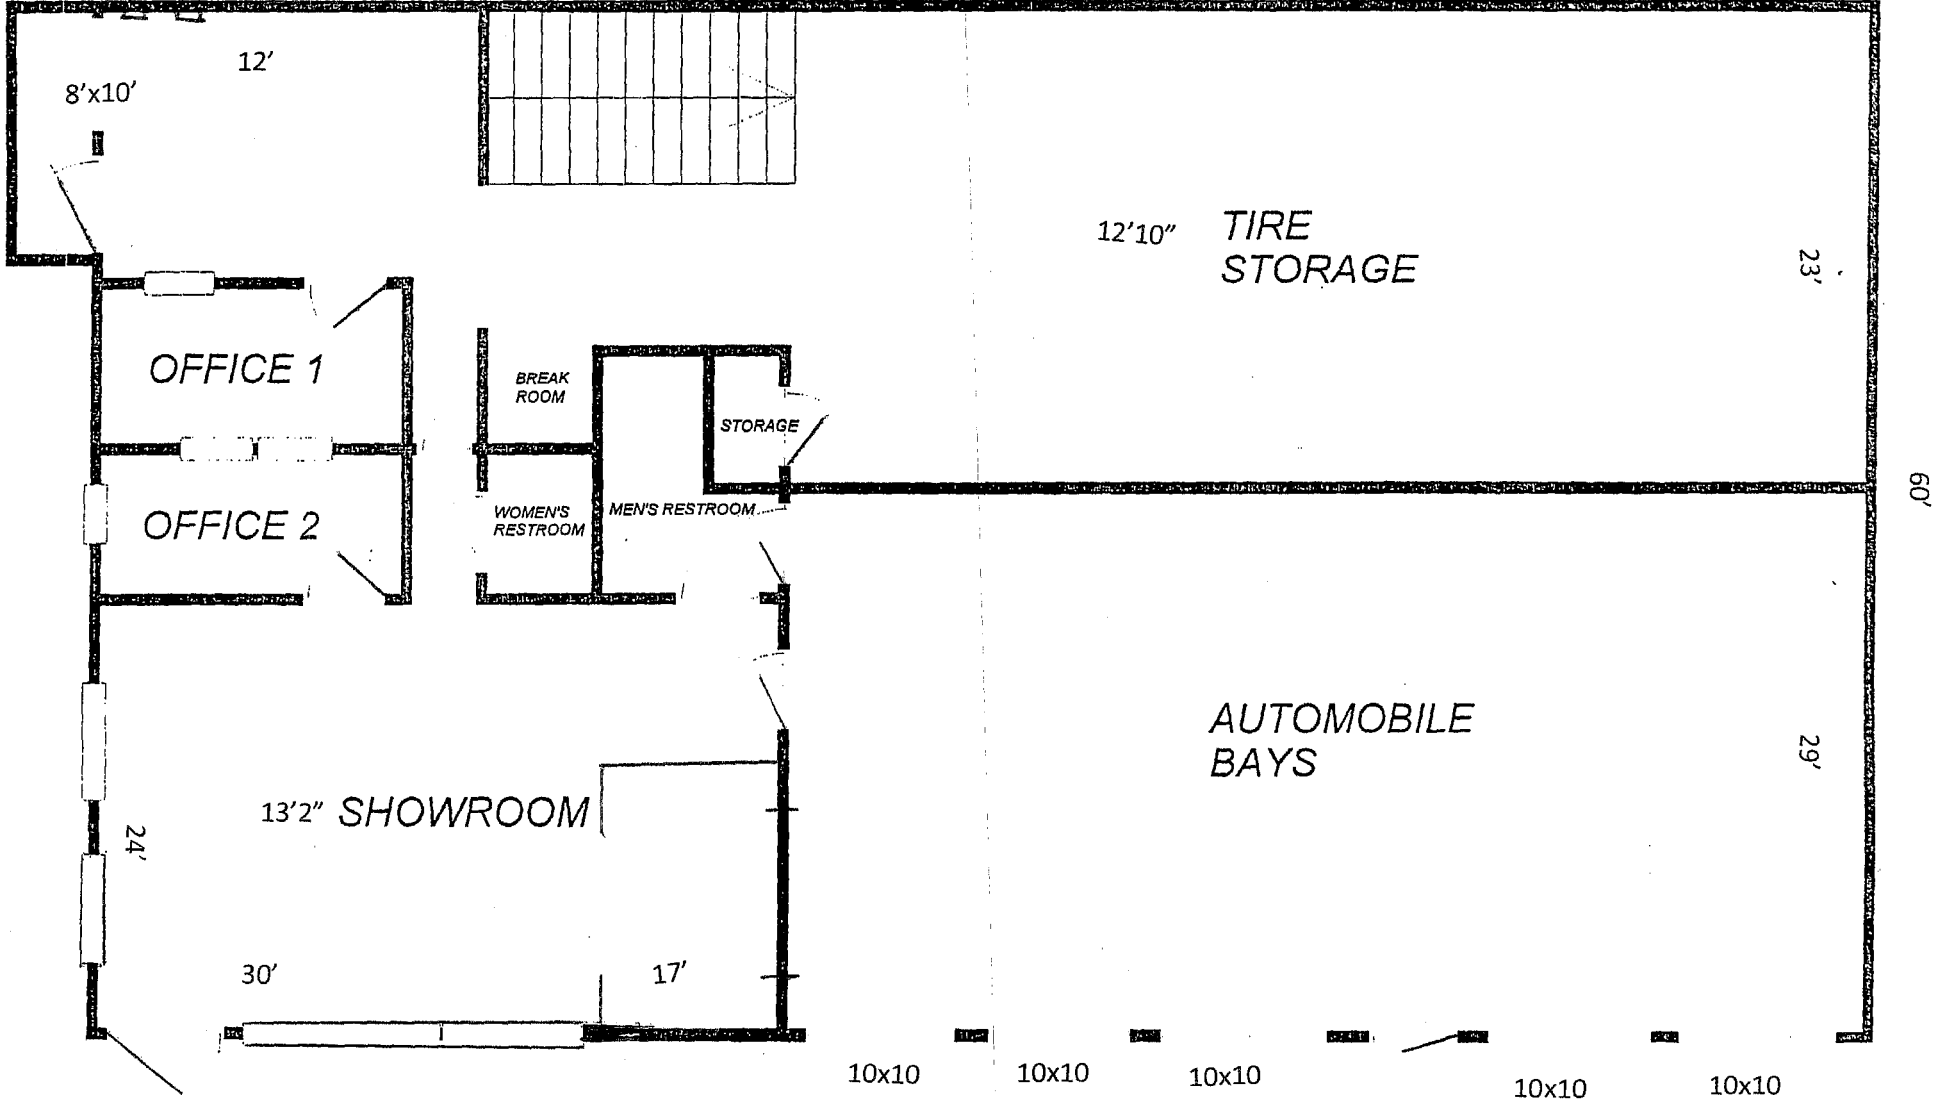 12’
8’x10’
12’10”
TIRE
STORAGE
23’
OFFICE 1
BREAK
ROOM
STORAGE
60’
OFFICE 2
WOMEN'S
RESTROOM
MEN'S RESTROOM
AUTOMOBILE
BAYS
29’
13’2”
SHOWROOM
24’
30’
17’
10x10
10x10
10x10
10x10
10x10